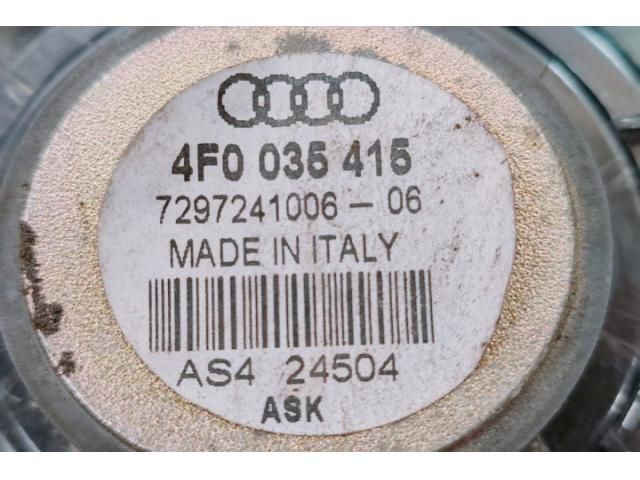 4F0 035 415
7297241006-06
MADE IN ITALY
AS4 24504
ASK